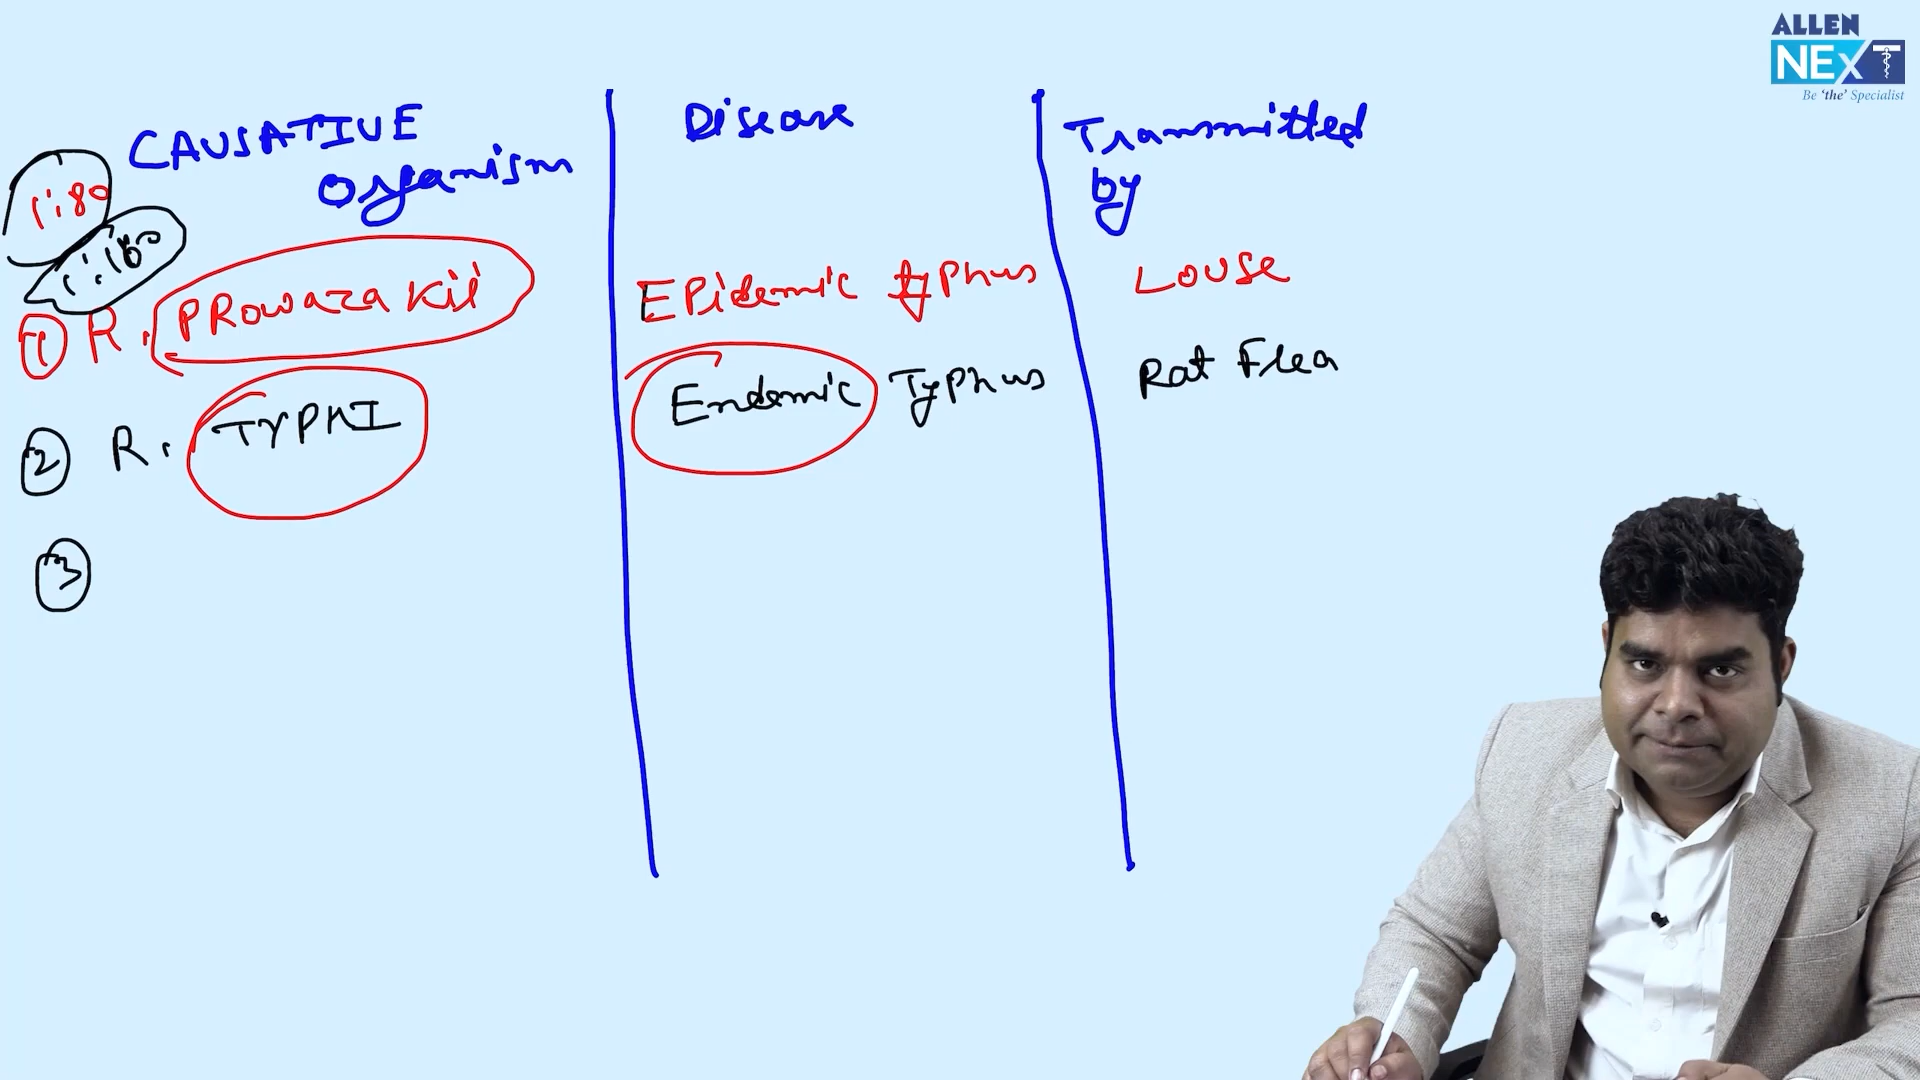 ALLEN
NEXT
Be 'the' Specialist
CAUSATIVE
Organism
Disease
Transmitted
by
1:80
1:160
1 R. PROwazaKii
EPidemic typhus
Louse
2 R. TYPHI
Endemic Typhus
Rat Flea
3